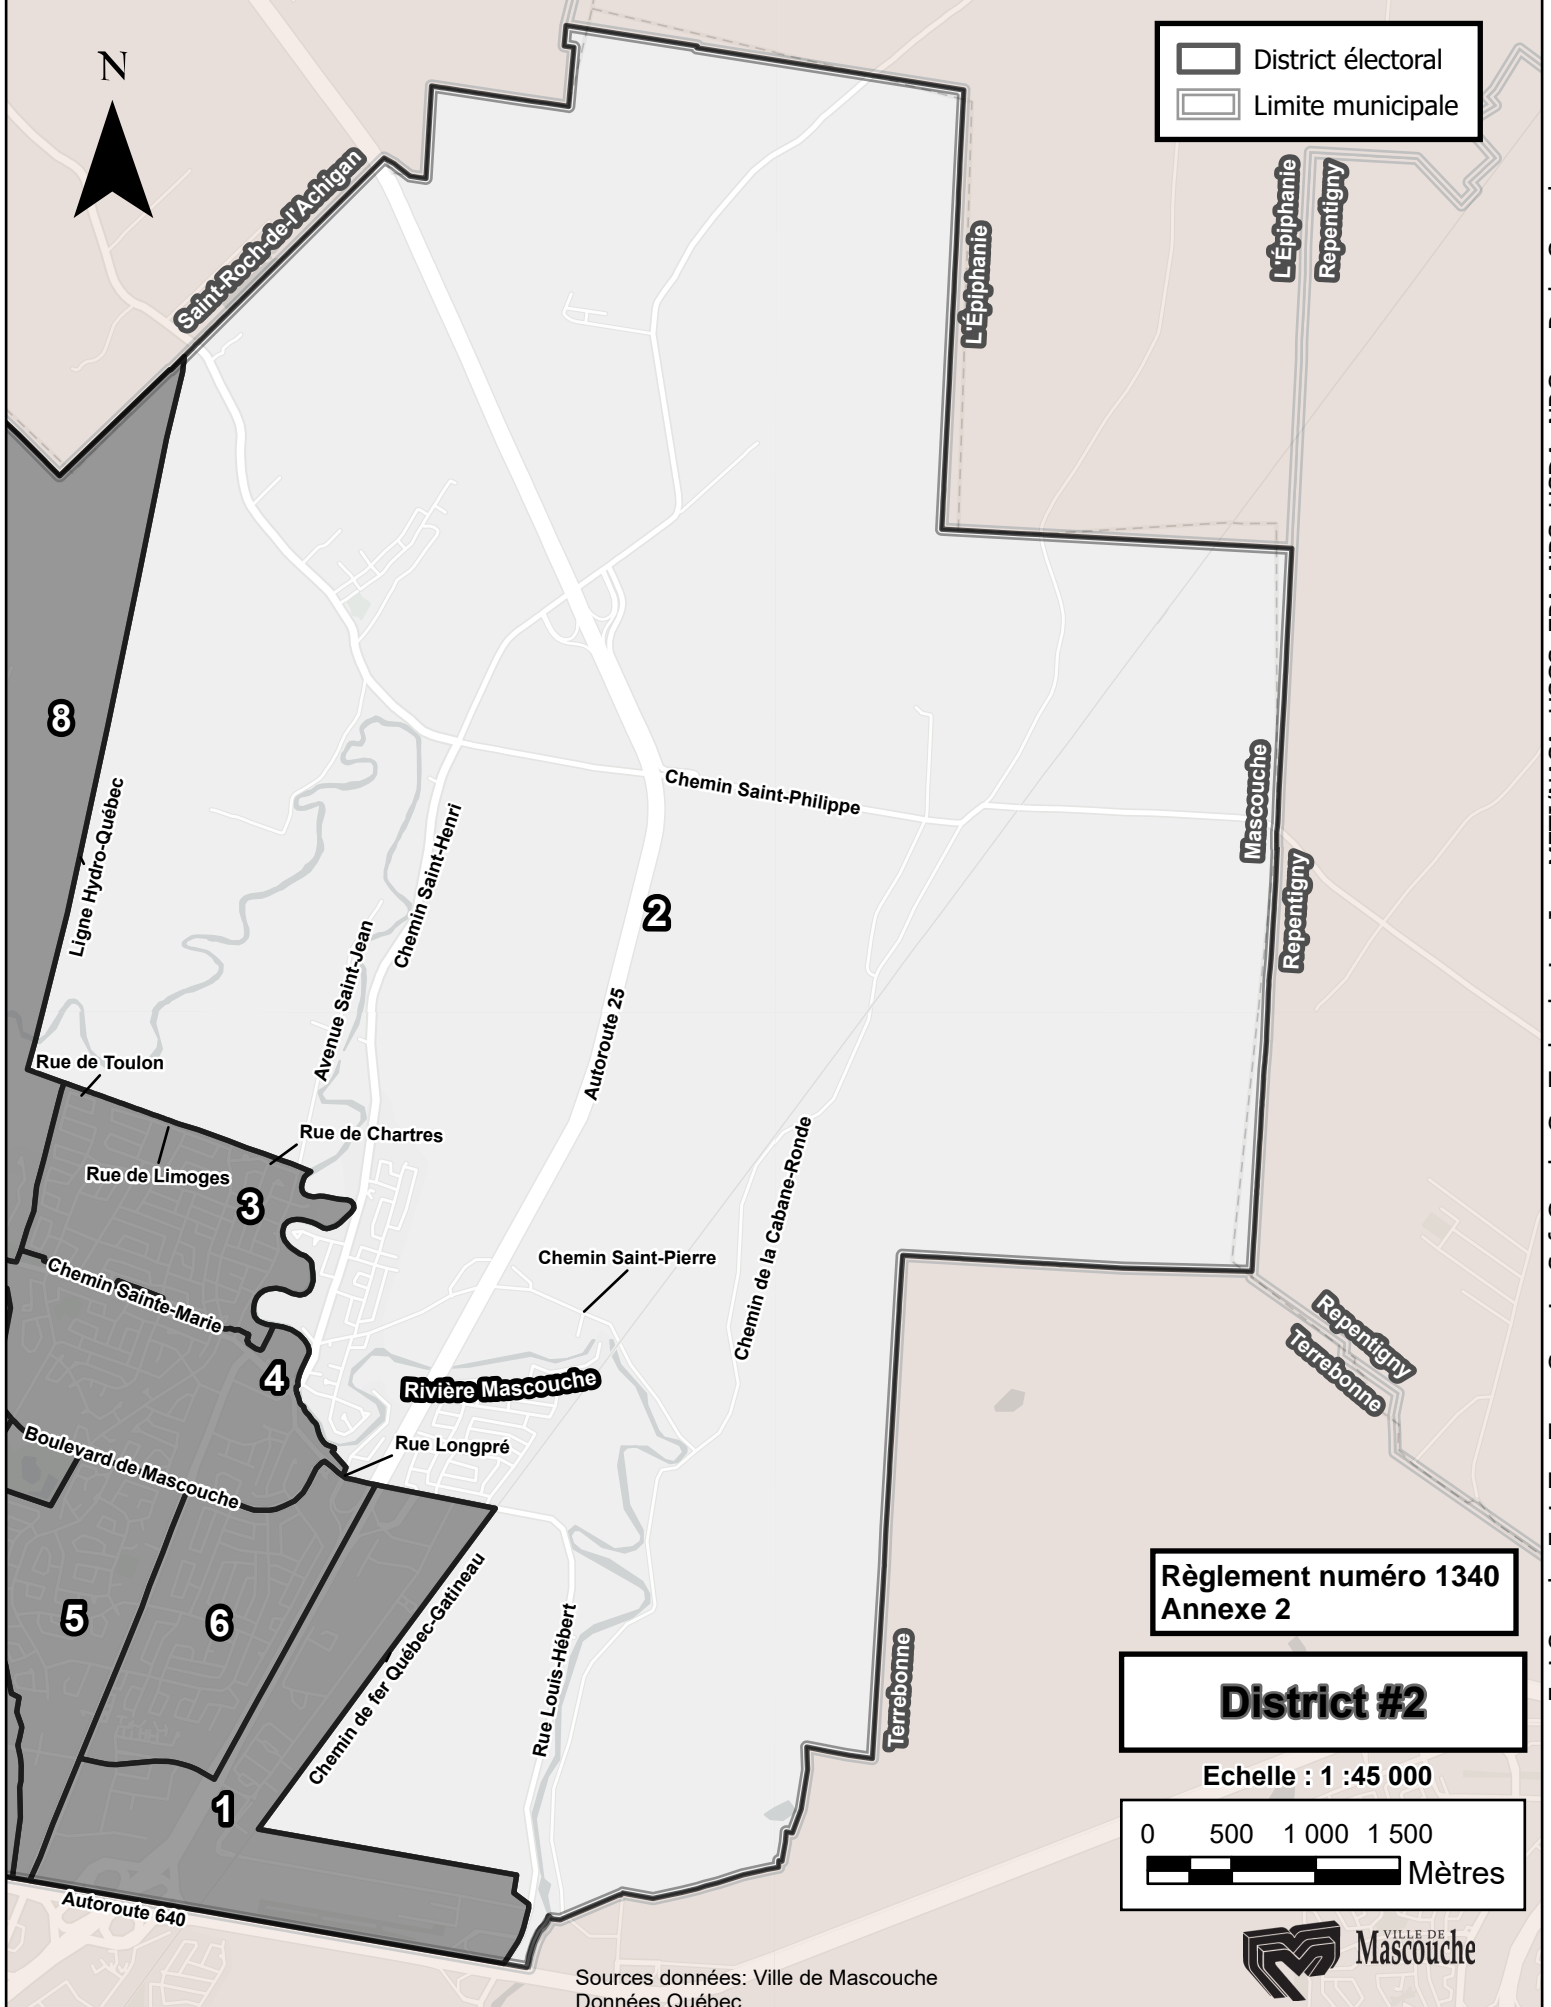 N
District électoral
Limite municipale
Saint-Roch-de-l'Achigan
L'Épiphanie
L'Épiphanie
Repentigny
8
Ligne Hydro-Québec
Chemin Saint-Philippe
Mascouche
Repentigny
Chemin Saint-Henri
2
Avenue Saint-Jean
Autoroute 25
Rue de Toulon
Rue de Chartres
Rue de Limoges
3
Chemin de la Cabane-Ronde
Chemin Saint-Pierre
Chemin Sainte-Marie
Repentigny
Terrebonne
4
Rivière Mascouche
Boulevard de Mascouche
Rue Longpré
5
6
Chemin de fer Québec-Gatineau
Rue Louis-Hébert
Terrebonne
1
Autoroute 640
Règlement numéro 1340
Annexe 2
District #2
Echelle : 1 :45 000
0 500 1 000 1 500
Mètres
VILLE DE
Mascouche
Sources données: Ville de Mascouche
Données Québec